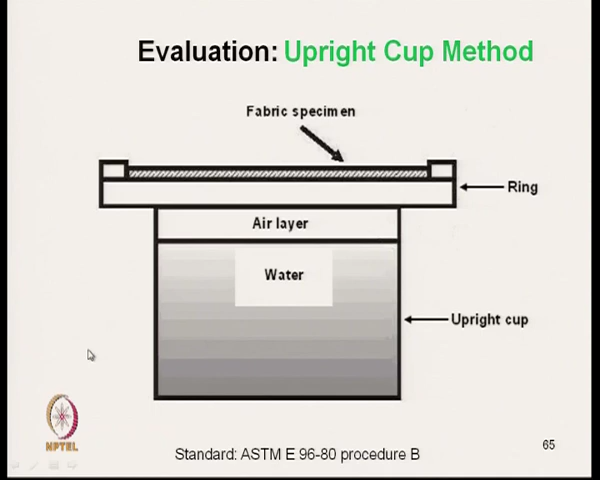 Evaluation: Upright Cup Method
Fabric specimen
Ring
Air layer
Water
Upright cup
NPTEL
Standard: ASTM E 96-80 procedure B
65